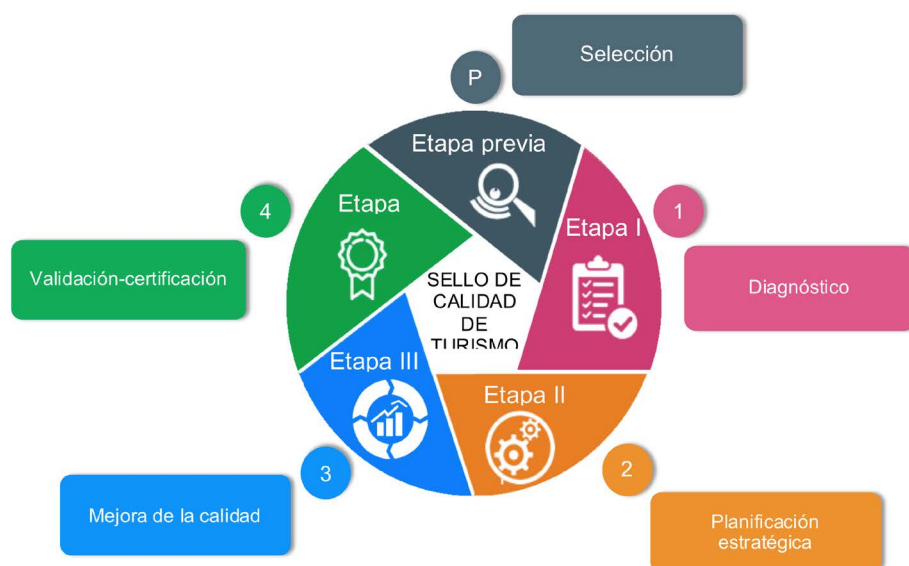 Selección
P
Etapa previa
Etapa I
1
Diagnóstico
Etapa II
2
Planificación
estratégica
Etapa III
3
Mejora de la calidad
Etapa
4
Validación-certificación
SELLO DE
CALIDAD
DE
TURISMO